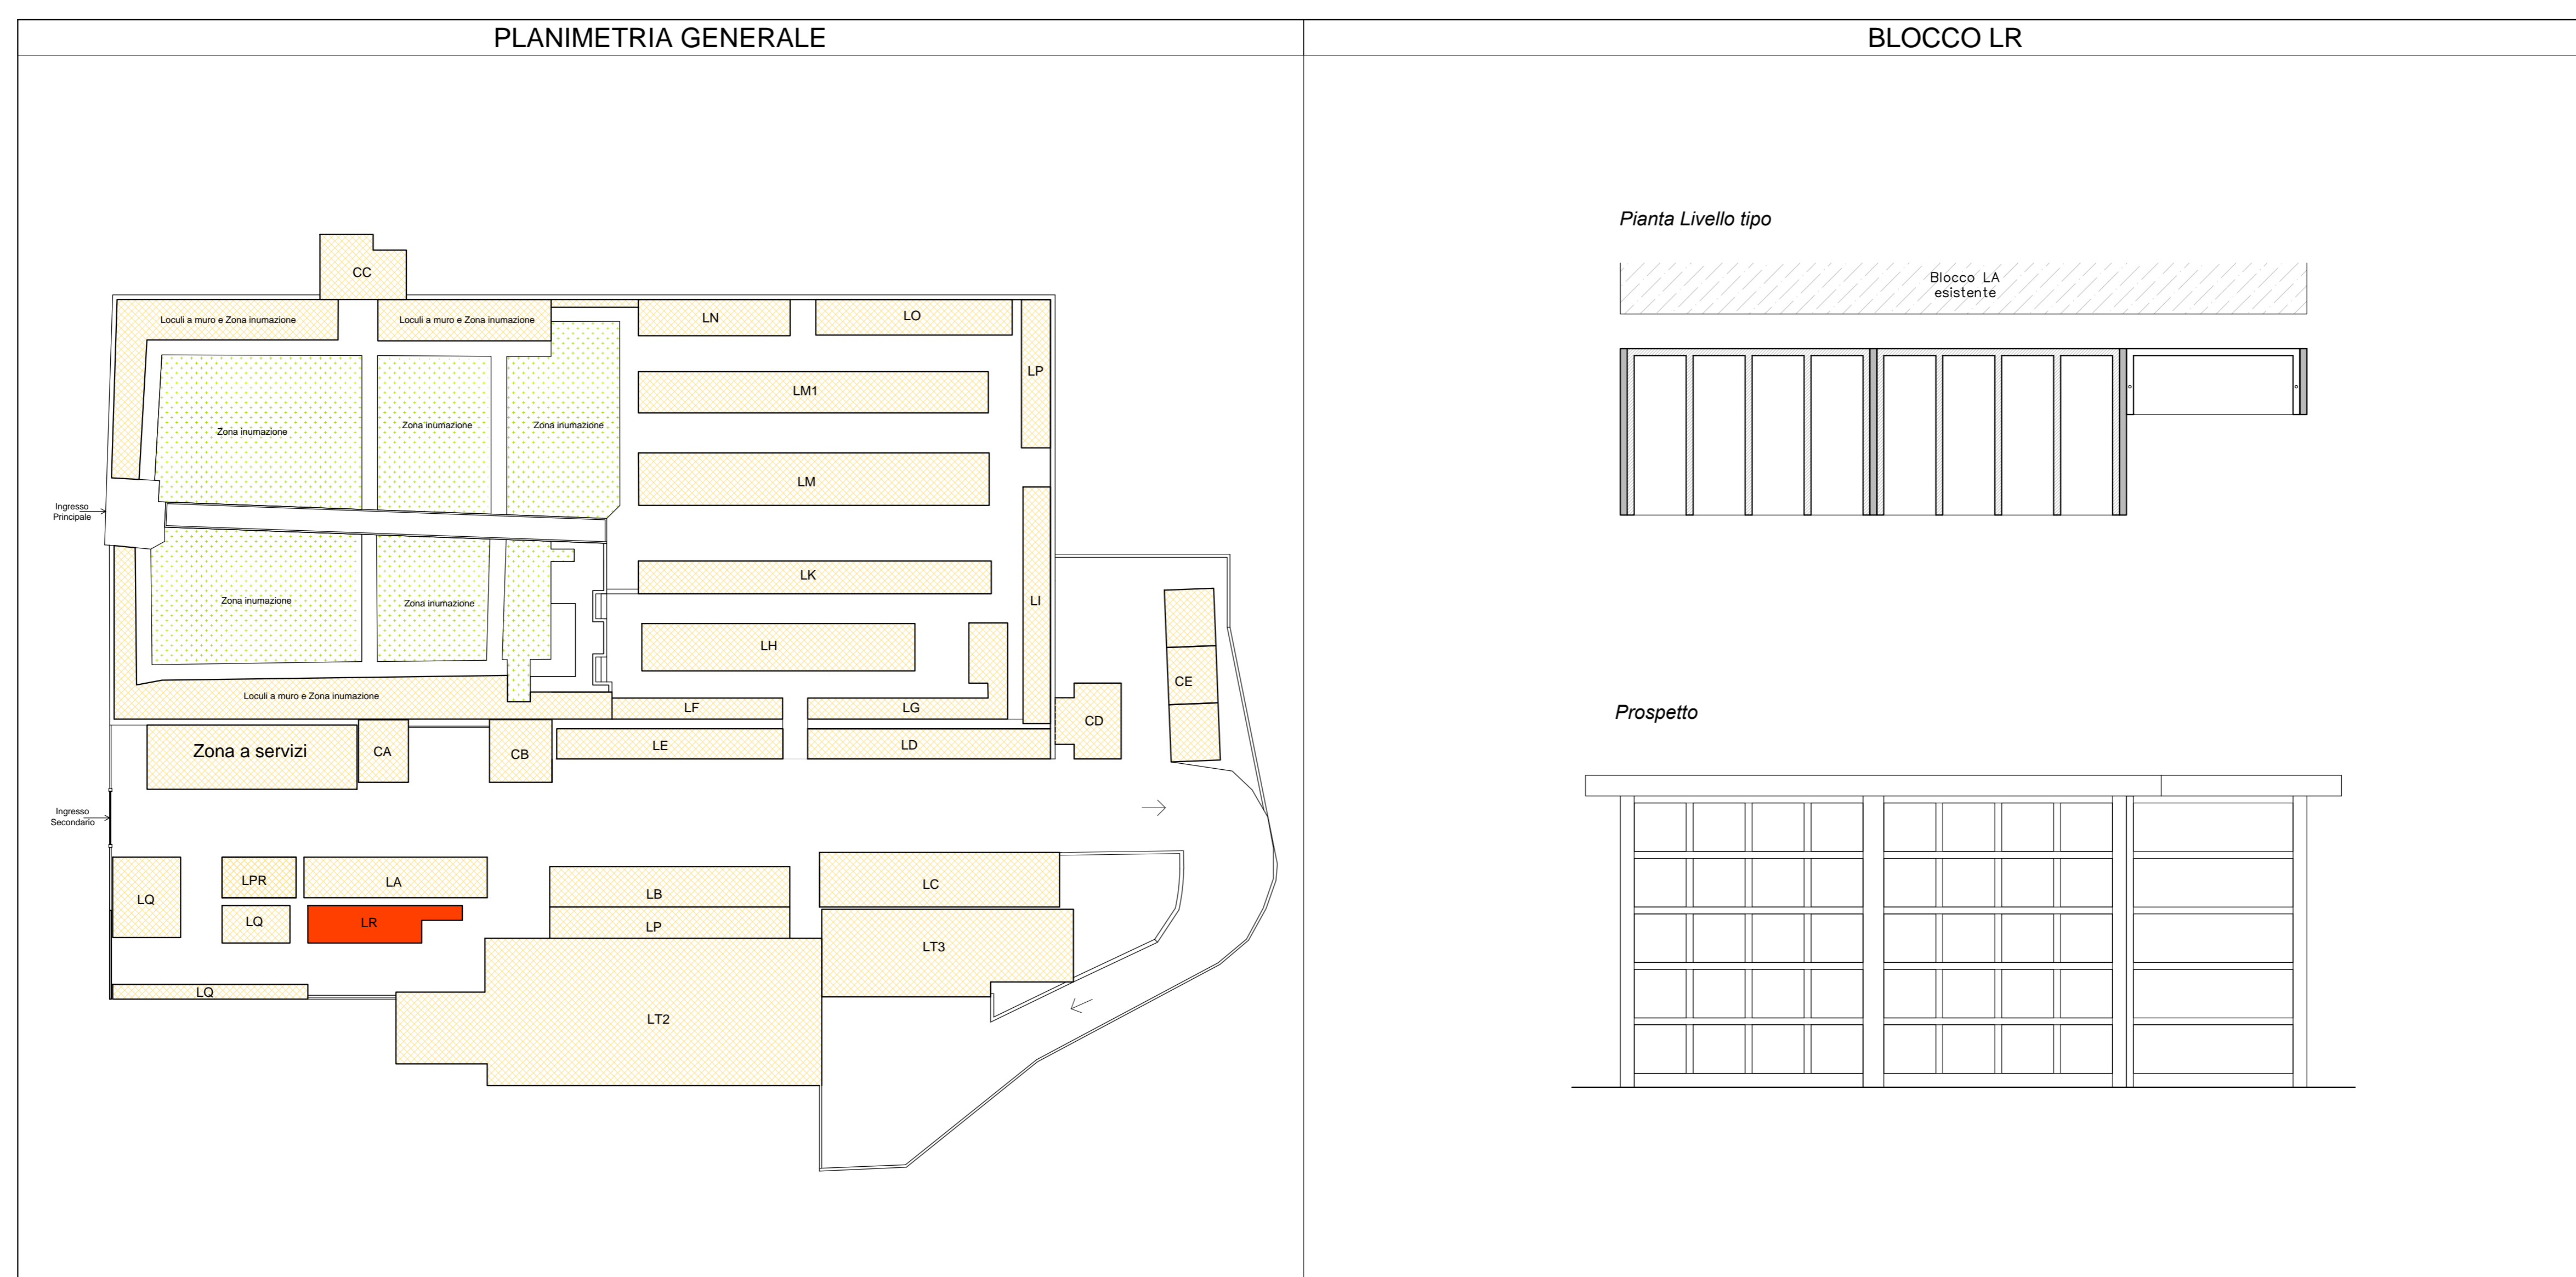 PLANIMETRIA GENERALE
BLOCCO LR
CC
Loculi a muro e Zona inumazione
Loculi a muro e Zona inumazione
LN
LO
LP
LM1
Zona inumazione
Zona inumazione
Zona inumazione
LM
Ingresso
Principale
LK
Zona inumazione
Zona inumazione
LI
LH
CE
Loculi a muro e Zona inumazione
LF
LG
CD
Zona a servizi
CA
CB
LE
LD
Ingresso
Secondario
LPR
LA
LC
LB
LQ
LQ
LR
LP
LT3
LQ
LT2
Pianta Livello tipo
Blocco LA
esistente
Prospetto